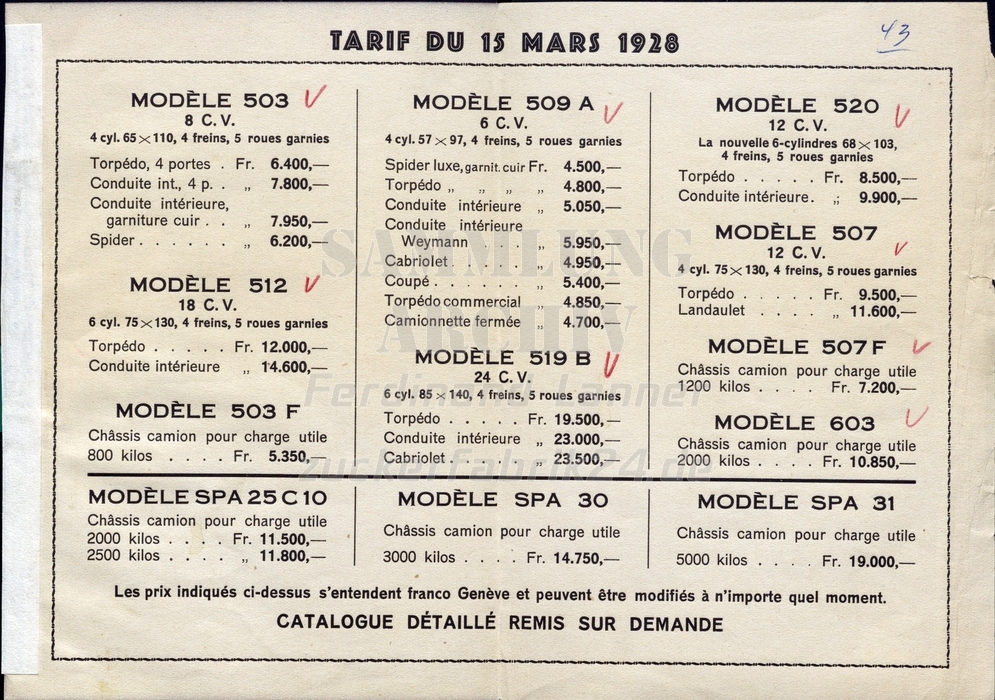 TARIF DU 15 MARS 1928
43
MODÈLE 503
8 C.V.
4 cyl. 65×110, 4 freins, 5 roues garnies
Torpédo, 4 portes . Fr. 6.400,—
Conduite int., 4 p. . „ 7.800,—
Conduite intérieure,
garniture cuir . . „ 7.950,—
Spider . . . . . . „ 6.200,—
MODÈLE 512
18 C.V.
6 cyl. 75×130, 4 freins, 5 roues garnies
Torpédo . . . . . Fr. 12.000,—
Conduite intérieure „ 14.600,—
MODÈLE 503 F
Châssis camion pour charge utile
800 kilos . . . . Fr. 5.350,—
MODÈLE 509 A
6 C.V.
4 cyl. 57×97, 4 freins, 5 roues garnies
Spider luxe, garnit. cuir Fr. 4.500,—
Torpédo „ „ „ „ 4.800,—
Conduite intérieure „ 5.050,—
Conduite intérieure
Weymann . . . . „ 5.950,—
Cabriolet . . . . . „ 4.950,—
Coupé . . . . . . „ 5.400,—
Torpédo commercial „ 4.850,—
Camionnette fermée „ 4.700,—
MODÈLE 519 B
24 C.V.
6 cyl. 85×140, 4 freins, 5 roues garnies
Torpédo . . . . . Fr. 19.500,—
Conduite intérieure „ 23.000,—
Cabriolet . . . . . „ 23.500,—
MODÈLE 520
12 C.V.
La nouvelle 6-cylindres 68×103,
4 freins, 5 roues garnies
Torpédo . . . . . Fr. 8.500,—
Conduite intérieure. . „ 9.900,—
MODÈLE 507
12 C.V.
4 cyl. 75×130, 4 freins, 5 roues garnies
Torpédo . . . . . Fr. 9.500,—
Landaulet . . . . „ 11.600,—
MODÈLE 507 F
Châssis camion pour charge utile
1200 kilos . . . . Fr. 7.200,—
MODÈLE 603
Châssis camion pour charge utile
2000 kilos . . . . Fr. 10.850,—
MODÈLE SPA 25 C 10
Châssis camion pour charge utile
2000 kilos . . . . Fr. 11.500,—
2500 kilos . . . . „ 11.800,—
MODÈLE SPA 30
Châssis camion pour charge utile
3000 kilos . . . . Fr. 14.750,—
MODÈLE SPA 31
Châssis camion pour charge utile
5000 kilos . . . . Fr. 19.000,—
Les prix indiqués ci-dessus s'entendent franco Genève et peuvent être modifiés à n'importe quel moment.
CATALOGUE DÉTAILLÉ REMIS SUR DEMANDE
SAMMLUNG
ARCHIV
Ferdinand Lanner
zuckerfabrik24.de